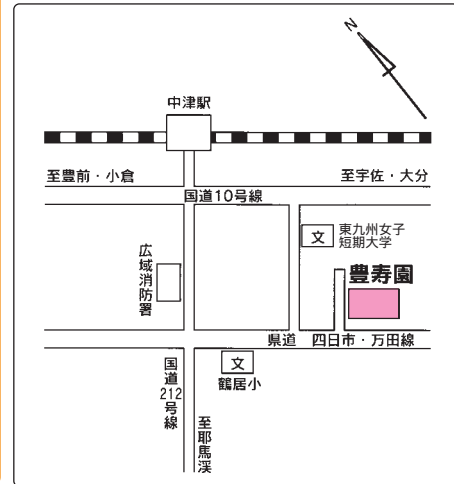 N
中津駅
至豊前・小倉
至宇佐・大分
国道10号線
文
東九州女子
短期大学
広域消防署
豊寿園
県道 四日市・万田線
文
鶴居小
国道212号線
至耶馬渓